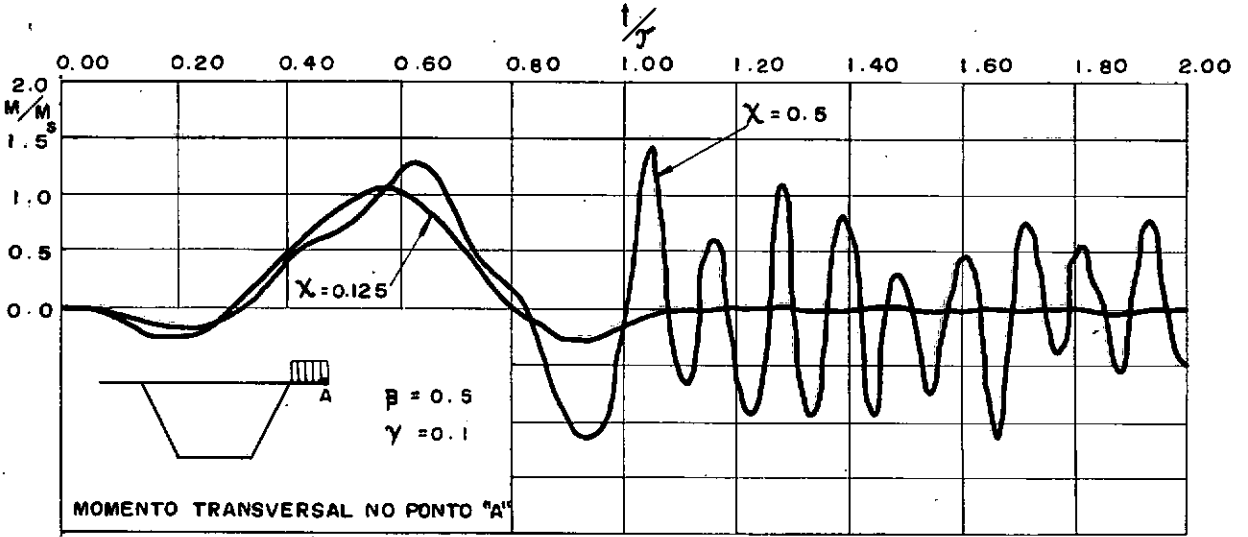 t/𝒯
0.00 0.20 0.40 0.60 0.80 1.00 1.20 1.40 1.60 1.80 2.00
2.0
M/Ms
1.5
1.0
0.5
0.0
χ = 0.5
χ = 0.125
A
β = 0.5
γ = 0.1
MOMENTO TRANSVERSAL NO PONTO "A"